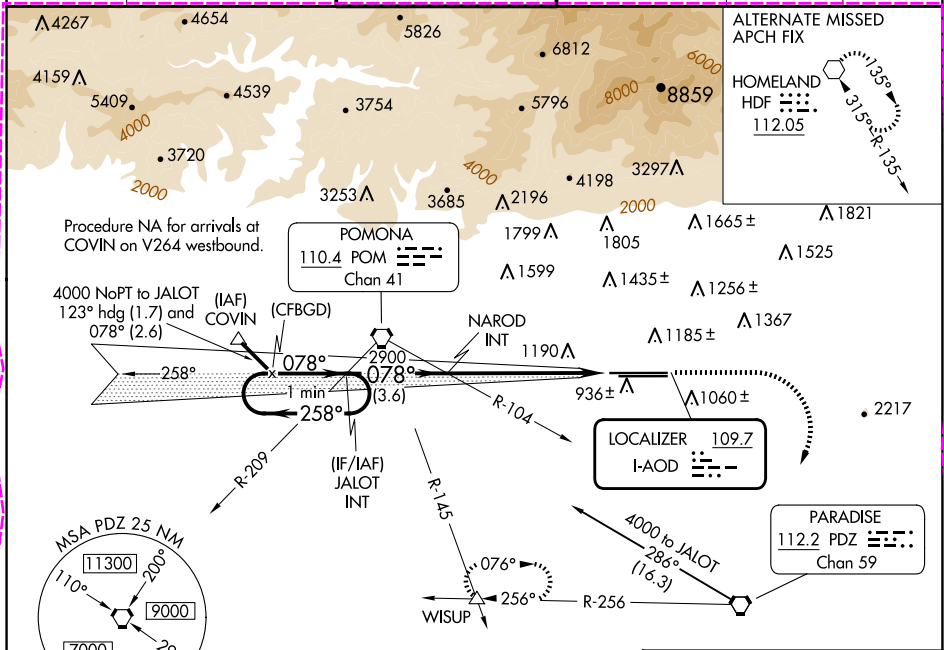 4267
4654
5826
6812
6000
4159
5409
4539
3754
5796
8000
8859
4000
3720
2000
3253
3685
4000
2196
4198
3297
2000
1799
1805
1665 ±
1821
1599
1435 ±
1525
1256 ±
1367
1185 ±
1190
936 ±
1060 ±
2217
ALTERNATE MISSED
APCH FIX
HOMELAND
HDF
112.05
135°
315°
R-135
Procedure NA for arrivals at
COVIN on V264 westbound.
POMONA
110.4 POM
Chan 41
4000 NoPT to JALOT
123° hdg (1.7) and
078° (2.6)
(IAF)
COVIN
(CFBGD)
NAROD
INT
258°
078°
2900
078°
(3.6)
1 min
258°
R-104
R-209
(IF/IAF)
JALOT
INT
R-145
LOCALIZER 109.7
I-AOD
PARADISE
112.2 PDZ
Chan 59
4000 to JALOT
286°
(16.3)
076°
256°
R-256
WISUP
MSA PDZ 25 NM
11300
110°
200°
9000
7000